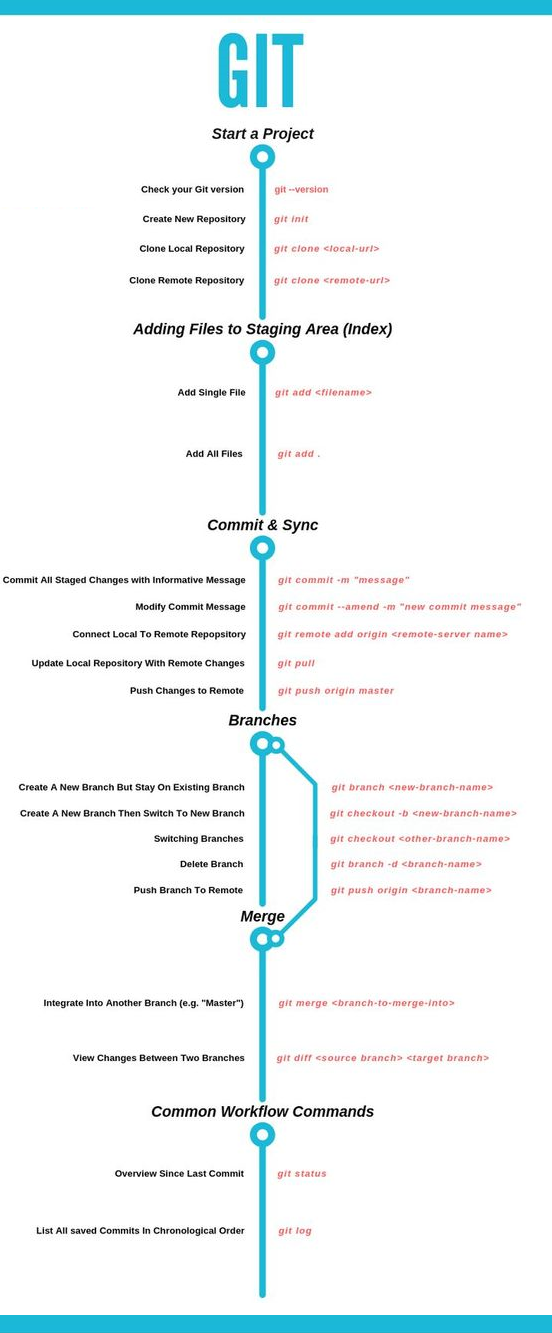 GIT
Start a Project
Check your Git version git --version
Create New Repository git init
Clone Local Repository git clone <local-url>
Clone Remote Repository git clone <remote-url>
Adding Files to Staging Area (Index)
Add Single File git add <filename>
Add All Files git add .
Commit & Sync
Commit All Staged Changes with Informative Message git commit -m "message"
Modify Commit Message git commit --amend -m "new commit message"
Connect Local To Remote Repopsitory git remote add origin <remote-server name>
Update Local Repository With Remote Changes git pull
Push Changes to Remote git push origin master
Branches
Create A New Branch But Stay On Existing Branch git branch <new-branch-name>
Create A New Branch Then Switch To New Branch git checkout -b <new-branch-name>
Switching Branches git checkout <other-branch-name>
Delete Branch git branch -d <branch-name>
Push Branch To Remote git push origin <branch-name>
Merge
Integrate Into Another Branch (e.g. "Master") git merge <branch-to-merge-into>
View Changes Between Two Branches git diff <source branch> <target branch>
Common Workflow Commands
Overview Since Last Commit git status
List All saved Commits In Chronological Order git log